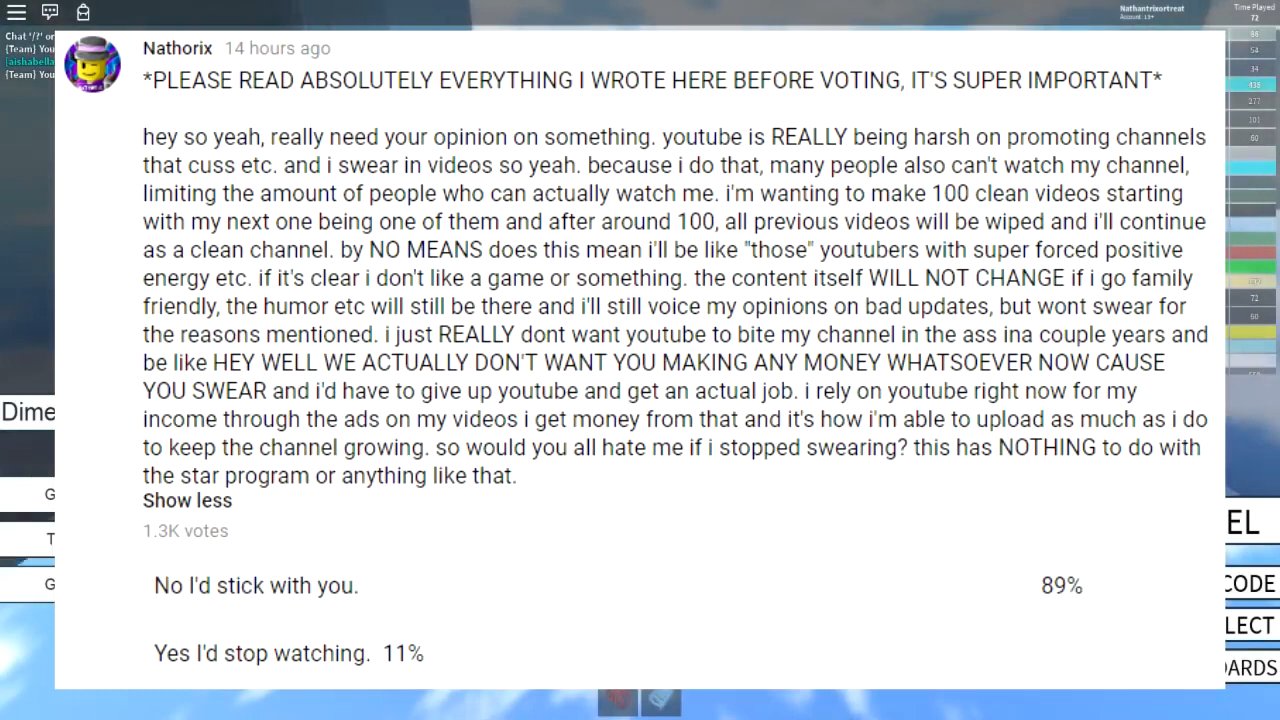 Nathantrixortreat
Account: 13+
Time Played
72
Chat '/?' or
{Team} You
[aishabella
{Team} You
86
54
34
438
277
101
60
72
60
Nathorix 14 hours ago
*PLEASE READ ABSOLUTELY EVERYTHING I WROTE HERE BEFORE VOTING, IT'S SUPER IMPORTANT*
hey so yeah, really need your opinion on something. youtube is REALLY being harsh on promoting channels
that cuss etc. and i swear in videos so yeah. because i do that, many people also can't watch my channel,
limiting the amount of people who can actually watch me. i'm wanting to make 100 clean videos starting
with my next one being one of them and after around 100, all previous videos will be wiped and i'll continue
as a clean channel. by NO MEANS does this mean i'll be like "those" youtubers with super forced positive
energy etc. if it's clear i don't like a game or something. the content itself WILL NOT CHANGE if i go family
friendly, the humor etc will still be there and i'll still voice my opinions on bad updates, but wont swear for
the reasons mentioned. i just REALLY dont want youtube to bite my channel in the ass ina couple years and
be like HEY WELL WE ACTUALLY DON'T WANT YOU MAKING ANY MONEY WHATSOEVER NOW CAUSE
YOU SWEAR and i'd have to give up youtube and get an actual job. i rely on youtube right now for my
income through the ads on my videos i get money from that and it's how i'm able to upload as much as i do
to keep the channel growing. so would you all hate me if i stopped swearing? this has NOTHING to do with
the star program or anything like that.
Show less
1.3K votes
No I'd stick with you. 89%
Yes I'd stop watching. 11%
Dime
G
T
G
EL
CODE
LECT
ARDS